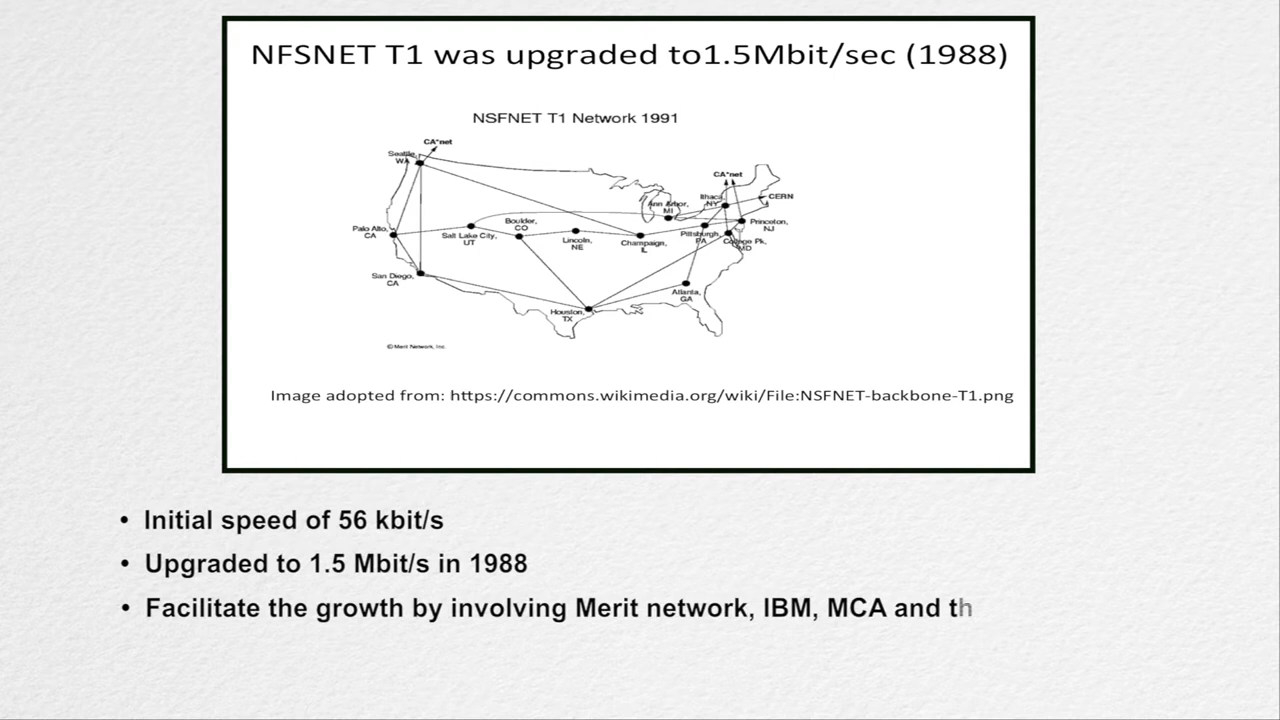 NFSNET T1 was upgraded to1.5Mbit/sec (1988)
NSFNET T1 Network 1991
CA*net
Seattle,
WA
CA*net
Ithaca,
NY
CERN
Ann Arbor,
MI
Princeton,
NJ
Palo Alto,
CA
Salt Lake City,
UT
Boulder,
CO
Lincoln,
NE
Champaign,
IL
Pittsburgh,
PA
College Pk,
MD
San Diego,
CA
Atlanta,
GA
Houston,
TX
© Merit Network, Inc.
Image adopted from: https://commons.wikimedia.org/wiki/File:NSFNET-backbone-T1.png
• Initial speed of 56 kbit/s
• Upgraded to 1.5 Mbit/s in 1988
• Facilitate the growth by involving Merit network, IBM, MCA and th